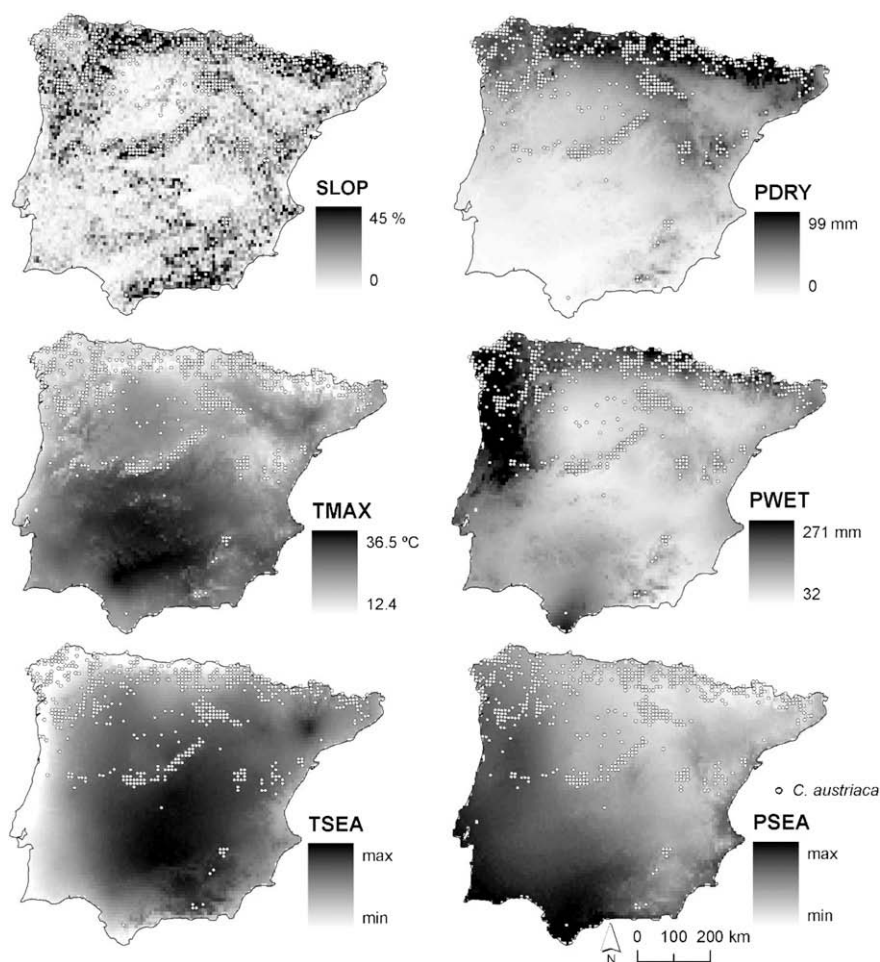 SLOP
45 %
0
PDRY
99 mm
0
TMAX
36.5 ºC
12.4
PWET
271 mm
32
TSEA
max
min
C. austriaca
PSEA
max
min
N
0 100 200 km